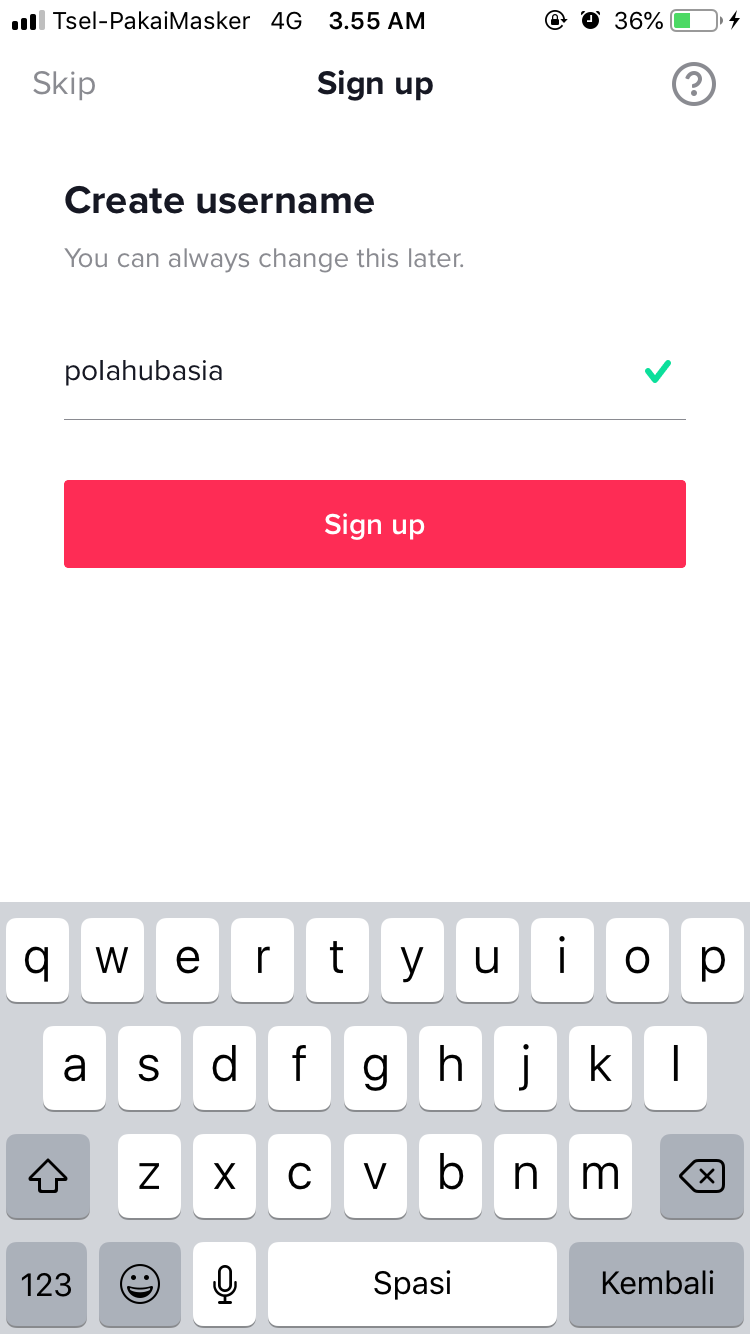 Tsel-PakaiMasker 4G 3.55 AM 36%
Skip Sign up ?
Create username
You can always change this later.
polahubasia
Sign up
q w e r t y u i o p
a s d f g h j k l
z x c v b n m
123 Spasi Kembali